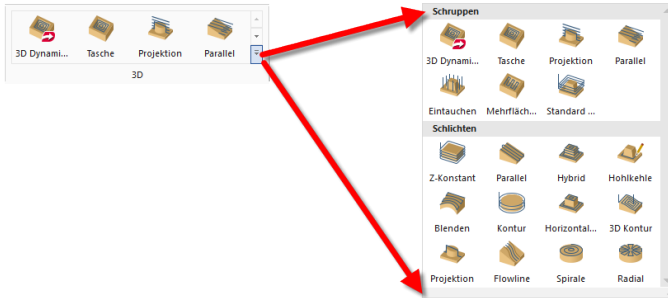 3D Dynami... Tasche Projektion Parallel
3D
Schruppen
3D Dynami... Tasche Projektion Parallel
Eintauchen Mehrfläch... Standard ...
Schlichten
Z-Konstant Parallel Hybrid Hohlkehle
Blenden Kontur Horizontal... 3D Kontur
Projektion Flowline Spirale Radial